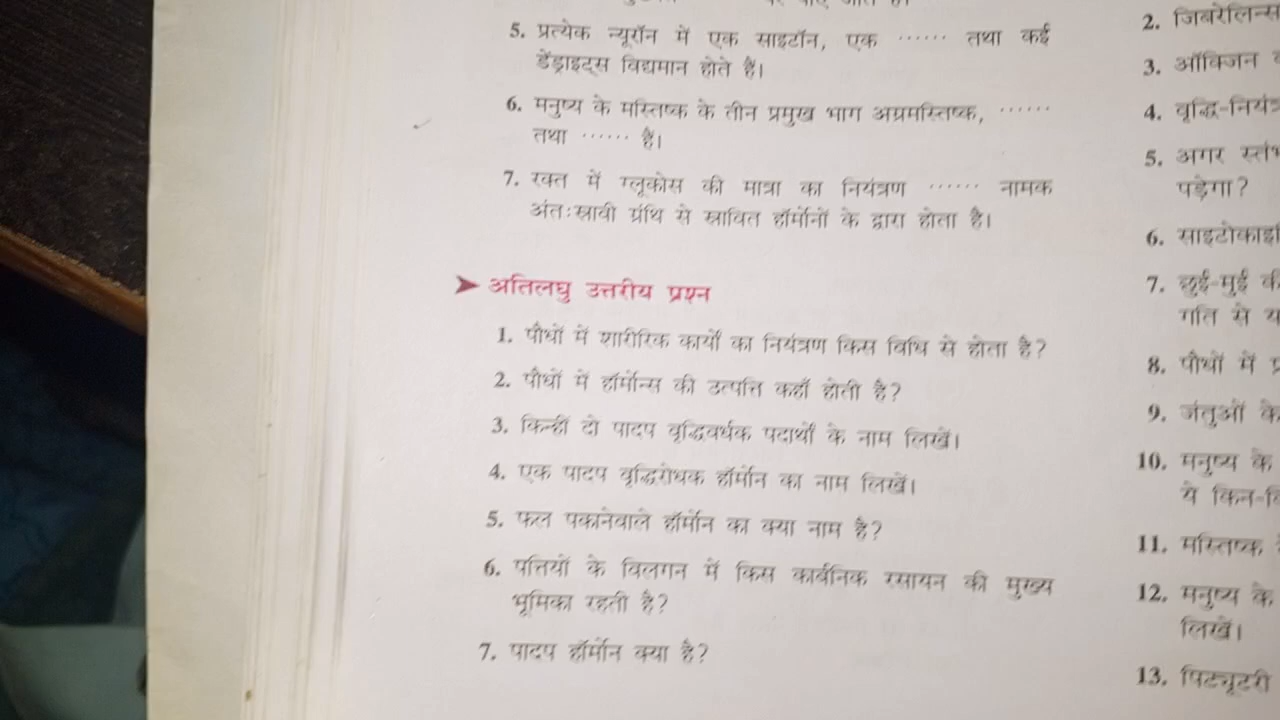 5. प्रत्येक न्यूरॉन में एक साइटॉन, एक ...... तथा कई
डेंड्राइट्स विद्यमान होते हैं।
6. मनुष्य के मस्तिष्क के तीन प्रमुख भाग अग्रमस्तिष्क, ......
तथा ...... हैं।
7. रक्त में ग्लूकोस की मात्रा का नियंत्रण ...... नामक
अंतःस्रावी ग्रंथि से स्रावित हॉर्मोनों के द्वारा होता है।
➤ अतिलघु उत्तरीय प्रश्न
1. पौधों में शारीरिक कार्यों का नियंत्रण किस विधि से होता है?
2. पौधों में हॉर्मोन्स की उत्पत्ति कहाँ होती है?
3. किन्हीं दो पादप वृद्धिवर्धक पदार्थों के नाम लिखें।
4. एक पादप वृद्धिरोधक हॉर्मोन का नाम लिखें।
5. फल पकानेवाले हॉर्मोन का क्या नाम है?
6. पत्तियों के विलगन में किस कार्बनिक रसायन की मुख्य
भूमिका रहती है?
7. पादप हॉर्मोन क्या है?
2. जिबरेलिन्स
3. ऑक्जिन
4. वृद्धि-नियं
5. अगर स्तं
पड़ेगा?
6. साइटोकाइ
7. छुई-मुई की
गति से
8. पौधों में
9. जंतुओं के
10. मनुष्य के
ये किन-
11. मस्तिष्क
12. मनुष्य के
लिखें।
13. पिट्यूटरी